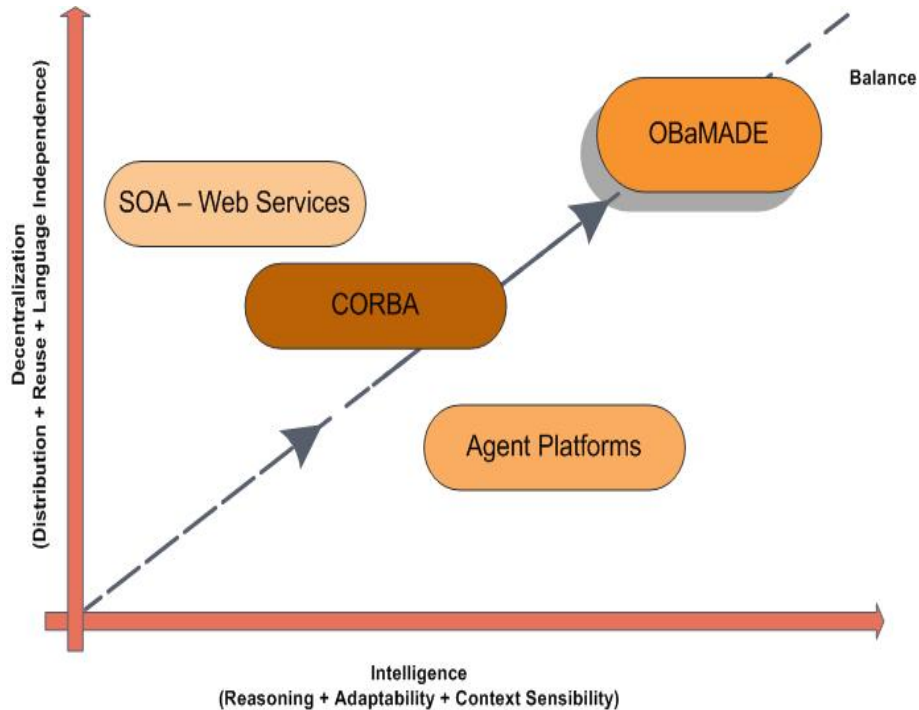 Decentralization
(Distribution + Reuse + Language Independence)
Balance
OBaMADE
SOA – Web Services
CORBA
Agent Platforms
Intelligence
(Reasoning + Adaptability + Context Sensibility)